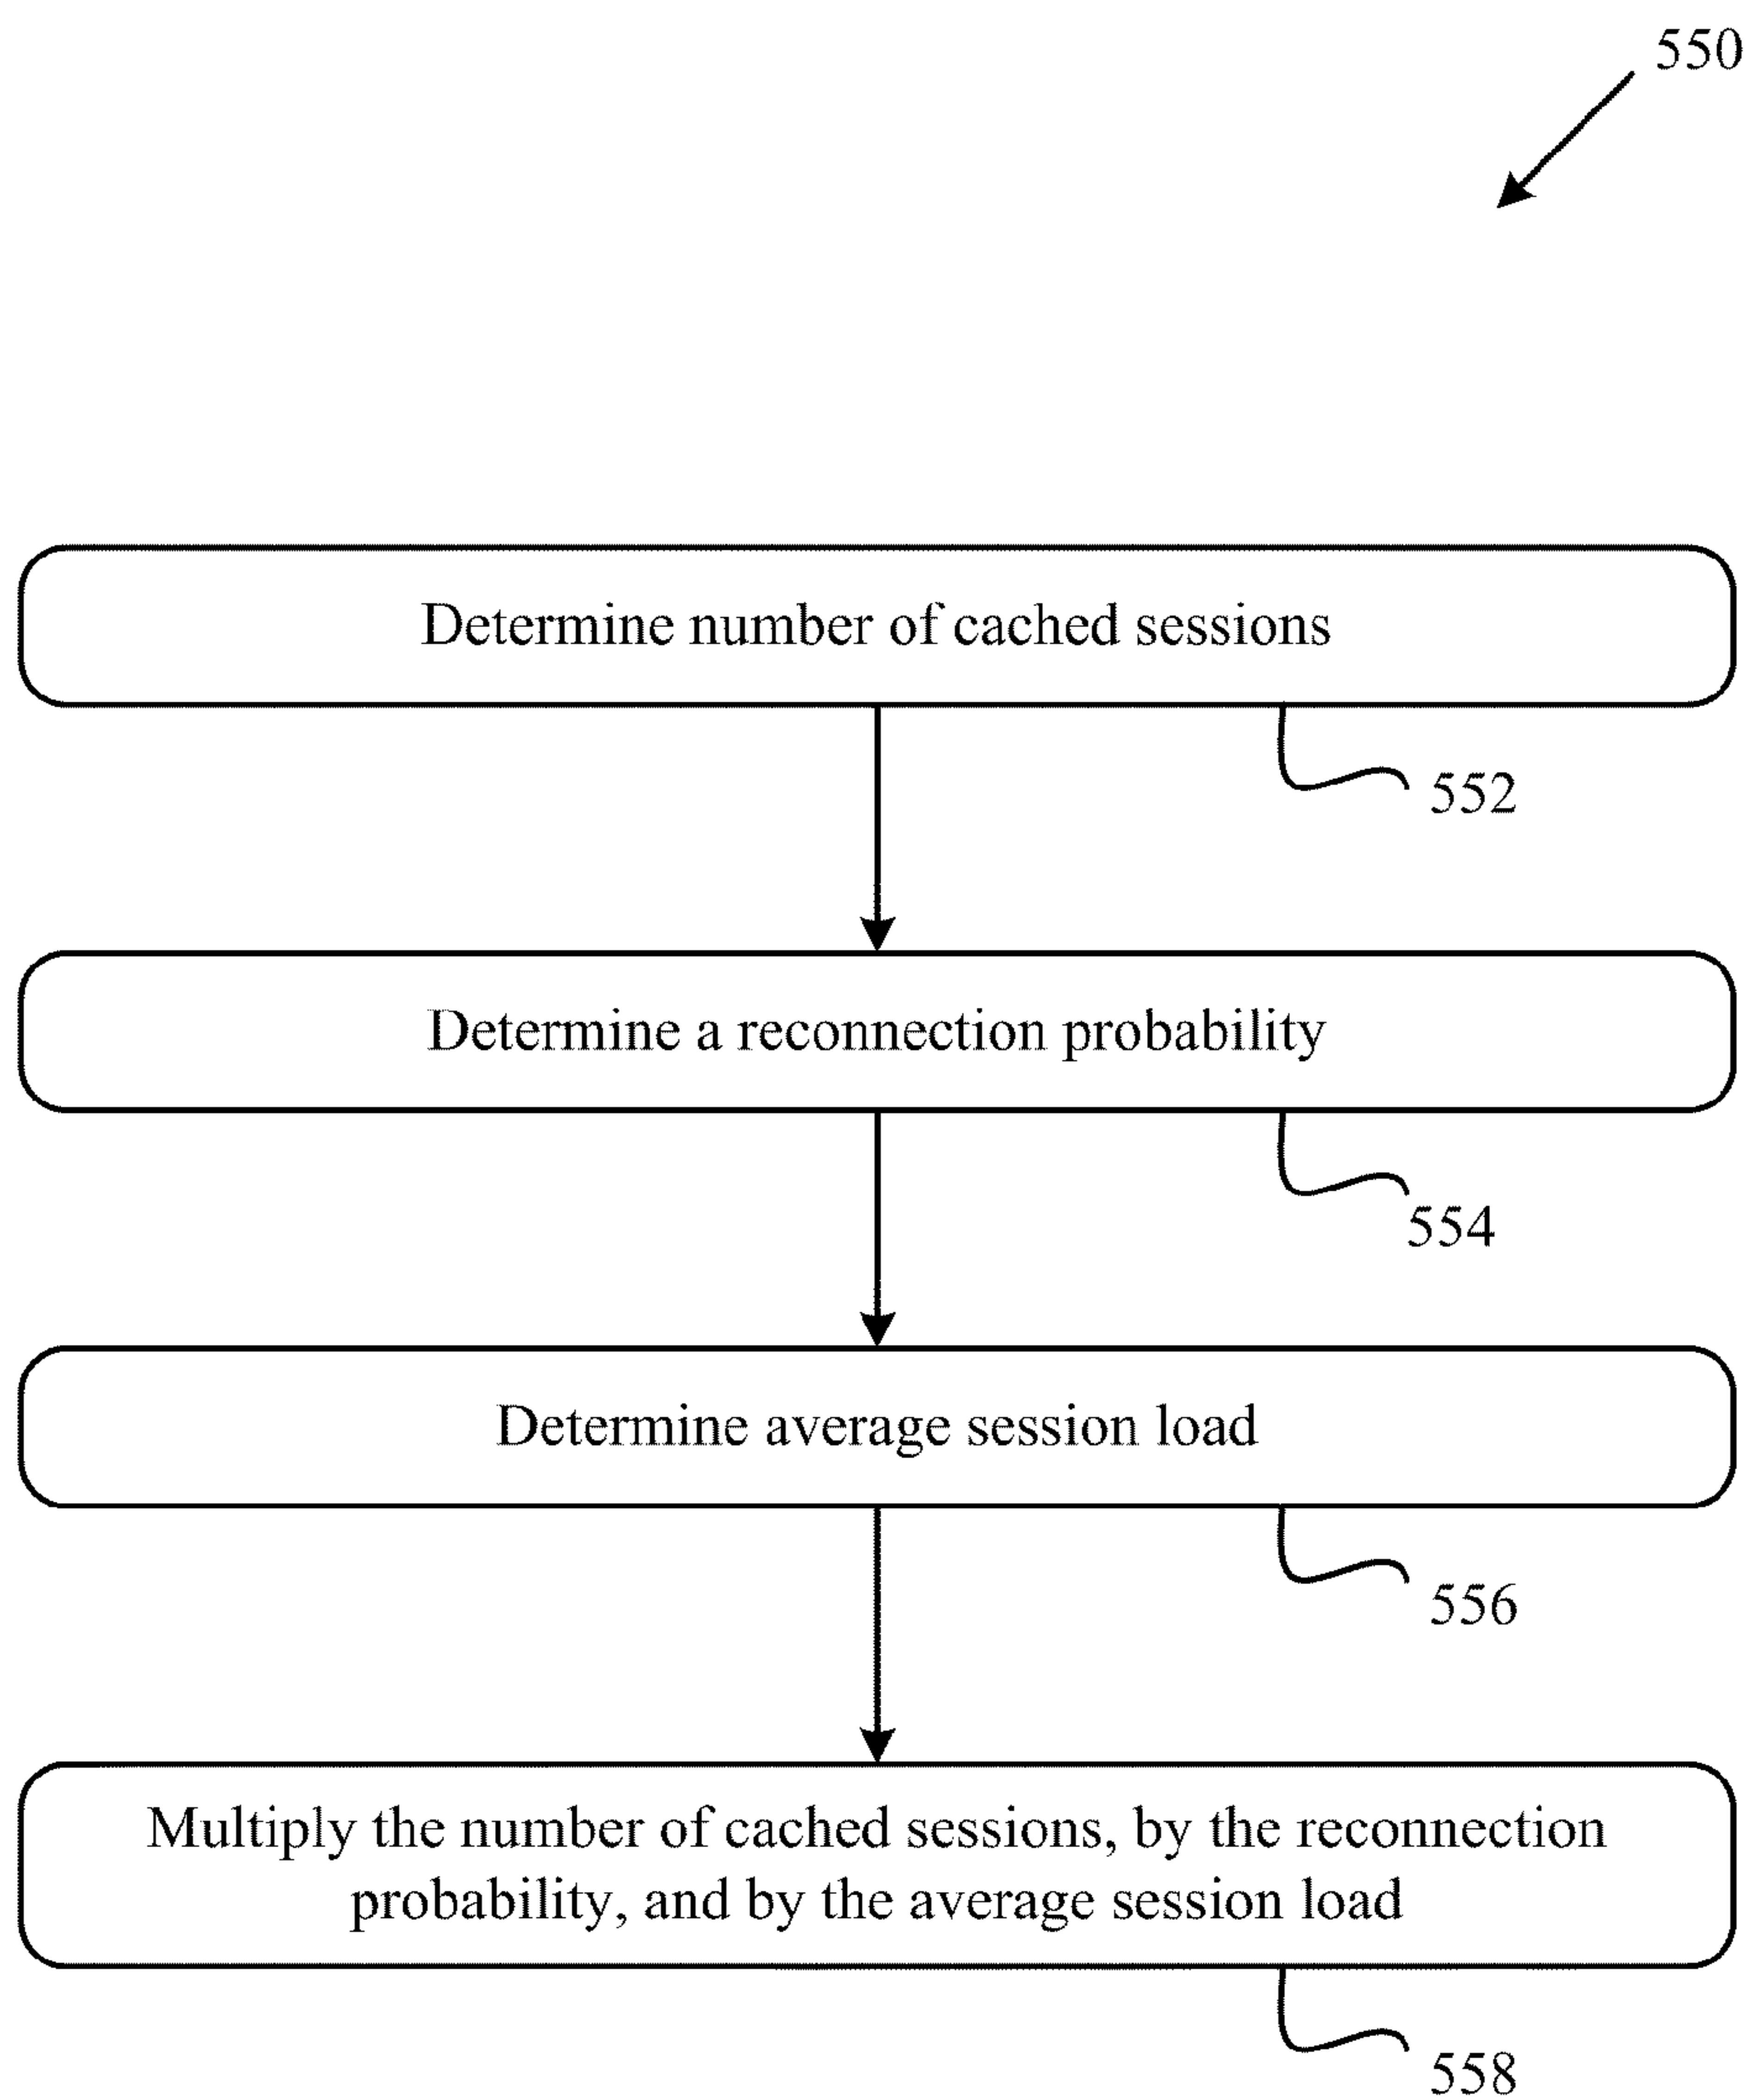 550
Determine number of cached sessions
552
Determine a reconnection probability
554
Determine average session load
556
Multiply the number of cached sessions, by the reconnection
probability, and by the average session load
558